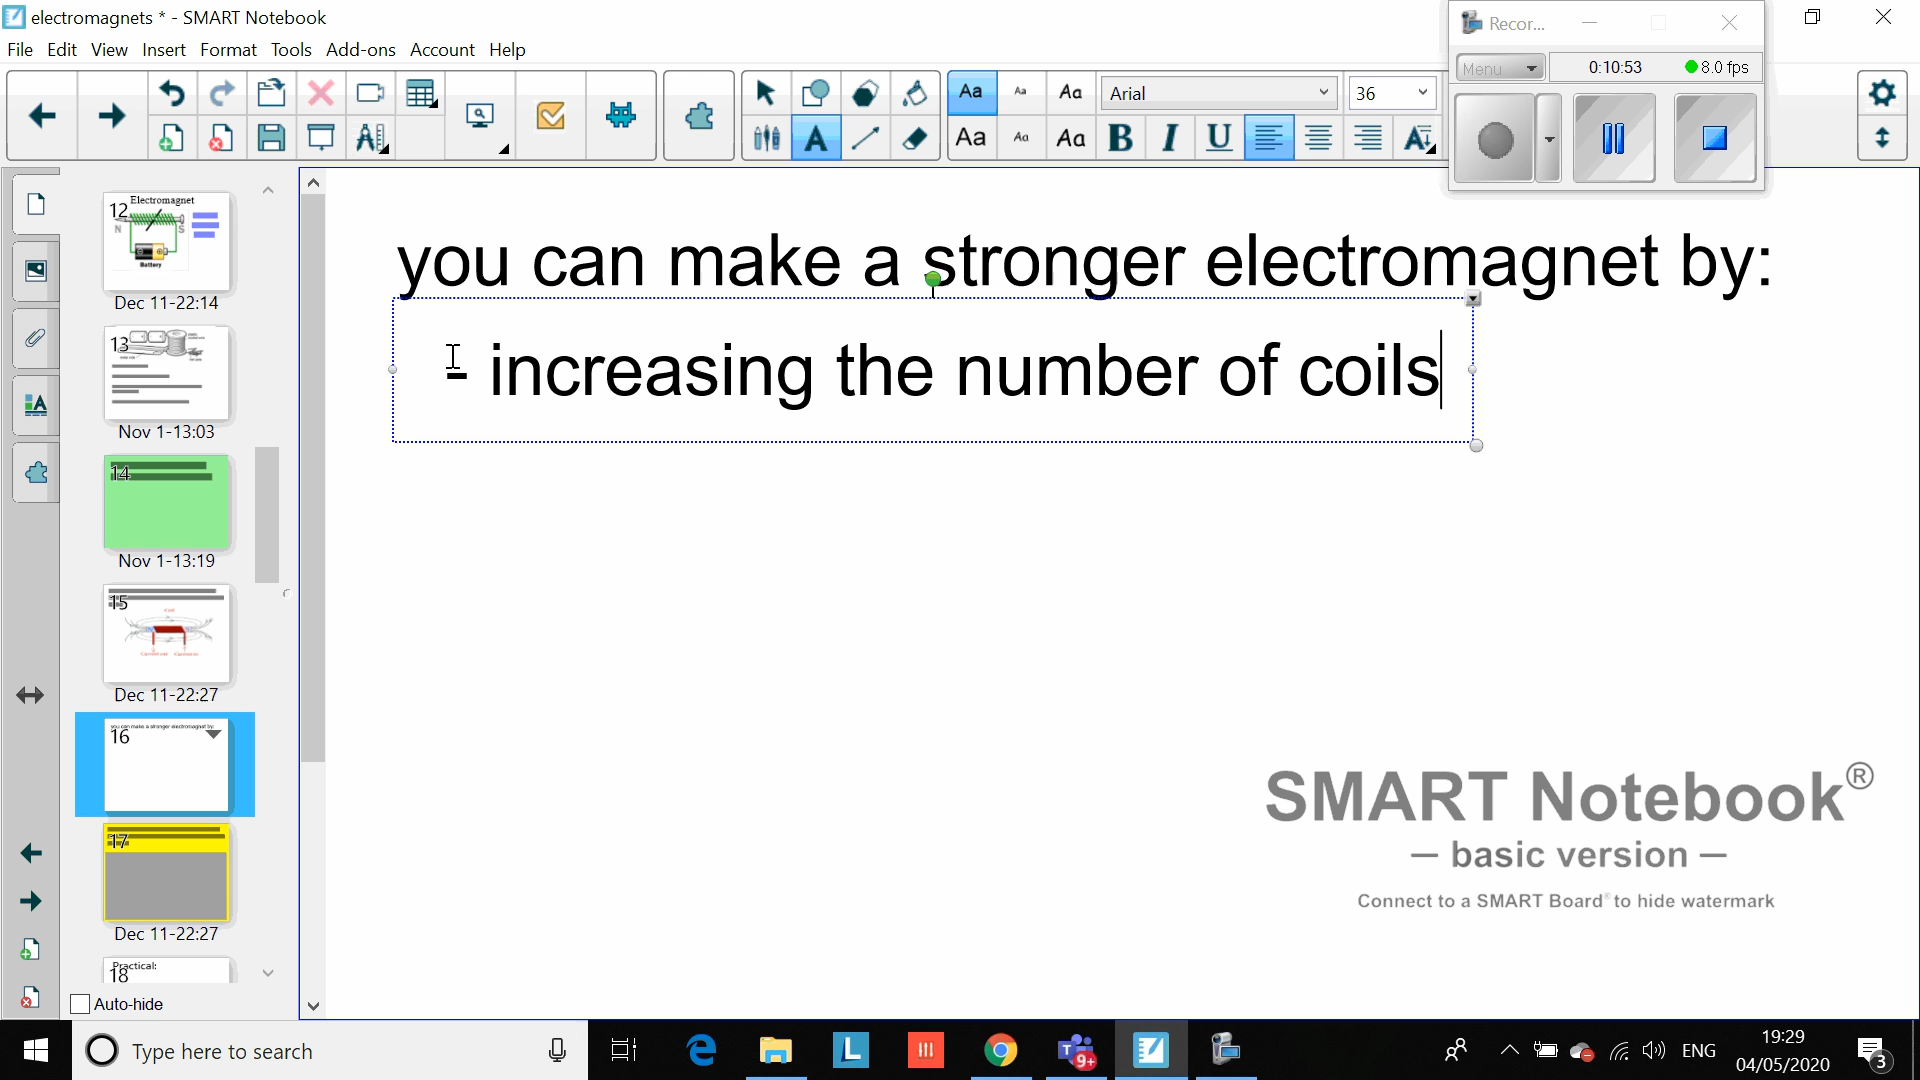 electromagnets * - SMART Notebook
Recor...
File Edit View Insert Format Tools Add-ons Account Help
Menu
0:10:53
8.0 fps
Aa Aa Aa
Arial
36
A
Aa Aa Aa
B I U
12
Electromagnet
N
S
Battery
Dec 11-22:14
13
Nov 1-13:03
14
Nov 1-13:19
15
Dec 11-22:27
you can make a stronger electromagnet by:
16
17
Dec 11-22:27
Practical:
18
Auto-hide
you can make a stronger electromagnet by:
- increasing the number of coils
SMART Notebook®
— basic version —
Connect to a SMART Board® to hide watermark
Type here to search
9+
ENG
19:29
04/05/2020
3